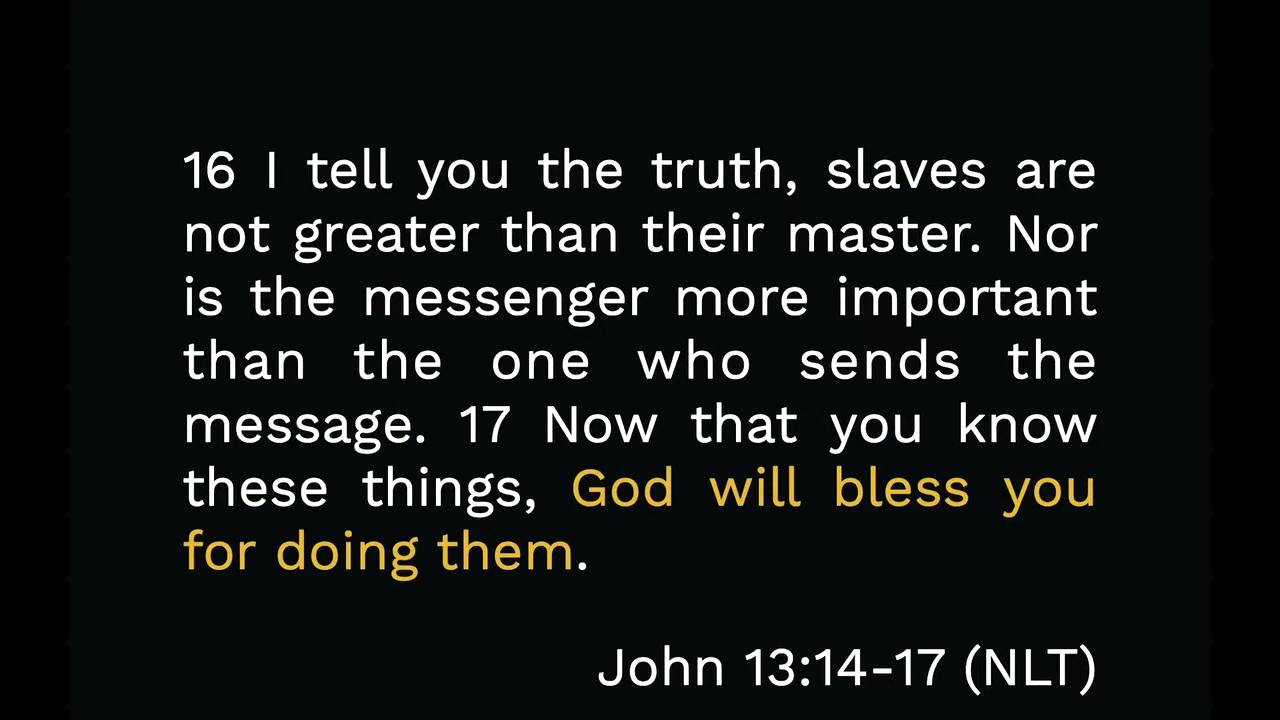 16 I tell you the truth, slaves are
not greater than their master. Nor
is the messenger more important
than the one who sends the
message. 17 Now that you know
these things, God will bless you
for doing them.
John 13:14-17 (NLT)